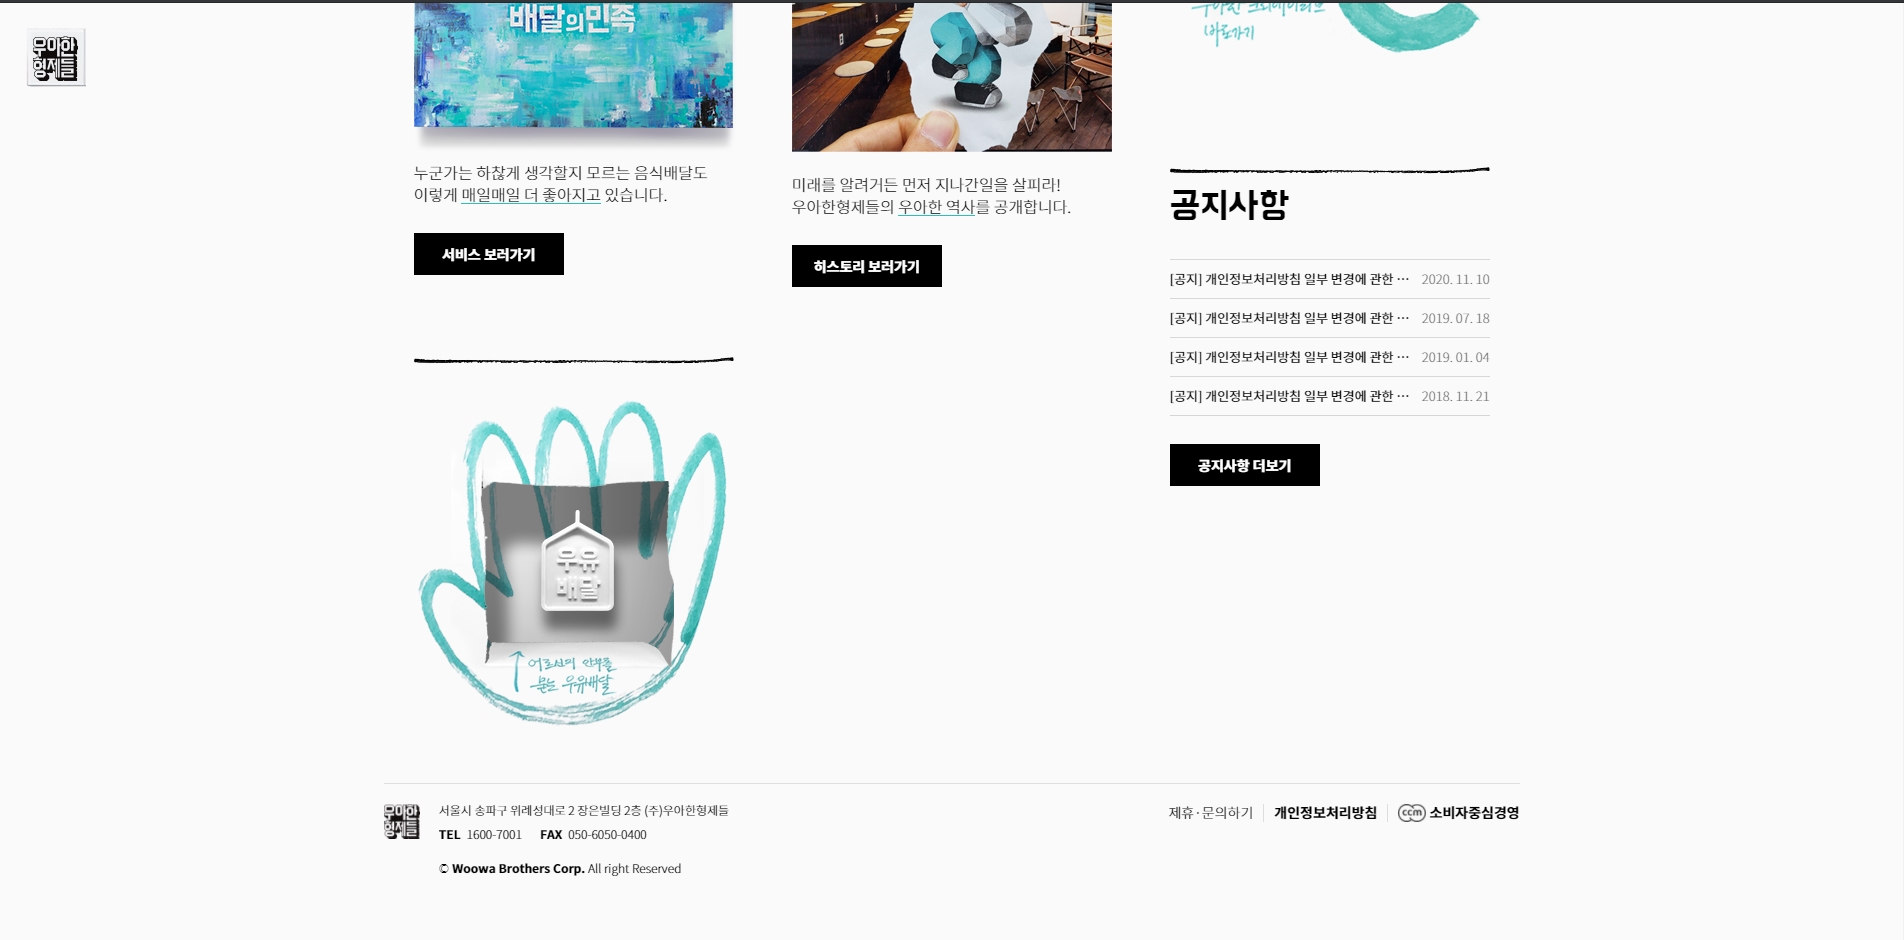 우아한
형제들
배달의민족
누군가는 하찮게 생각할지 모르는 음식배달도
이렇게 매일매일 더 좋아지고 있습니다.
서비스 보러가기
미래를 알려거든 먼저 지나간일을 살피라!
우아한형제들의 우아한 역사를 공개합니다.
히스토리 보러가기
우아한 크리에이티브
바로가기
공지사항
[공지] 개인정보처리방침 일부 변경에 관한 ··· 2020. 11. 10
[공지] 개인정보처리방침 일부 변경에 관한 ··· 2019. 07. 18
[공지] 개인정보처리방침 일부 변경에 관한 ··· 2019. 01. 04
[공지] 개인정보처리방침 일부 변경에 관한 ··· 2018. 11. 21
공지사항 더보기
우유
배달
어르신의 안부를
묻는 우유배달
우아한
형제들
서울시 송파구 위례성대로 2 장은빌딩 2층 (주)우아한형제들
TEL 1600-7001 FAX 050-6050-0400
© Woowa Brothers Corp. All right Reserved
제휴·문의하기 개인정보처리방침 ccm 소비자중심경영